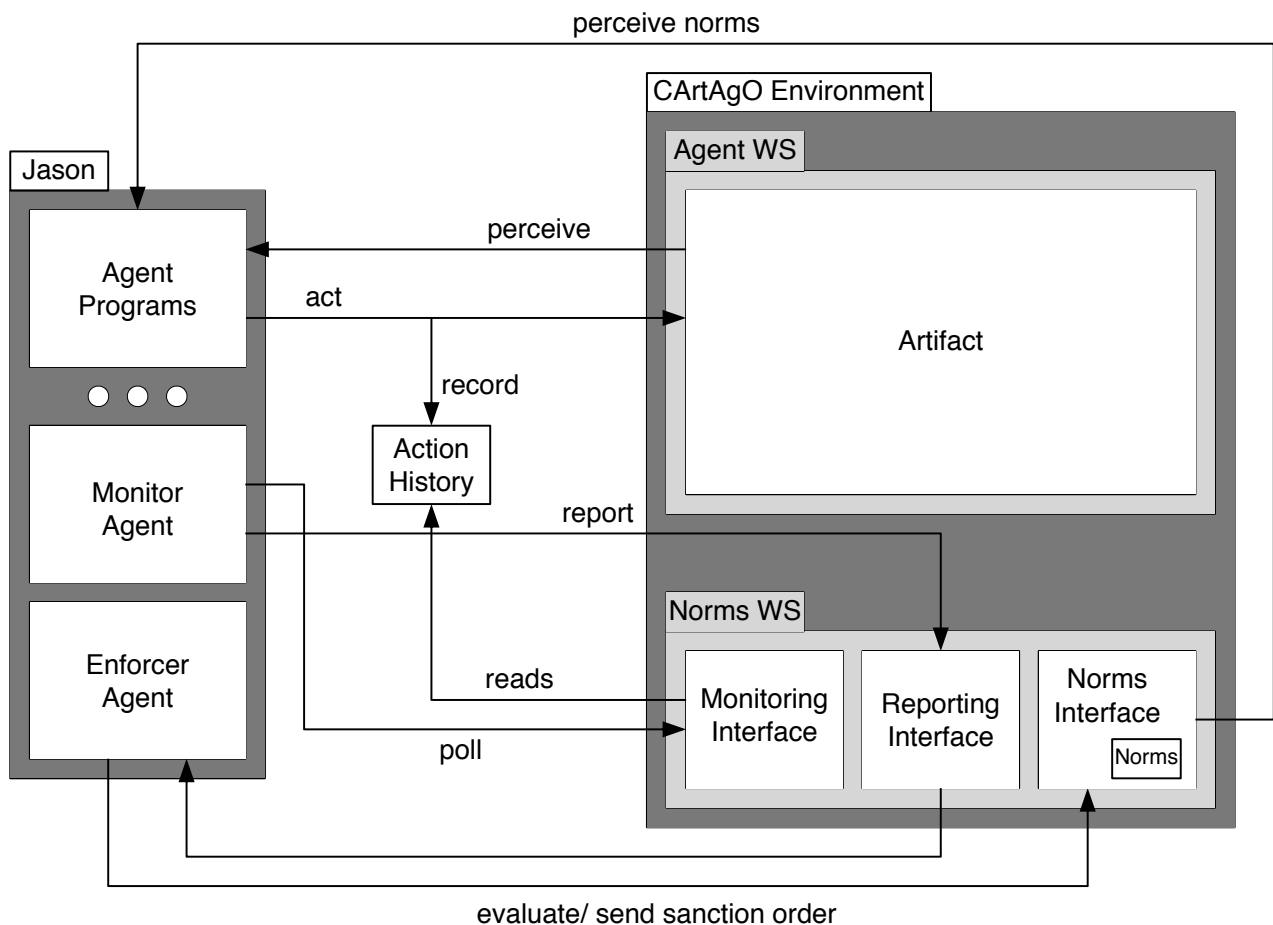 perceive norms
CArtAgO Environment
Agent WS
Jason
perceive
Agent
Programs
act
Artifact
record
Action
History
Monitor
Agent
report
Norms WS
Enforcer
Agent
reads
Monitoring
Interface
Reporting
Interface
Norms
Interface
Norms
poll
evaluate/ send sanction order